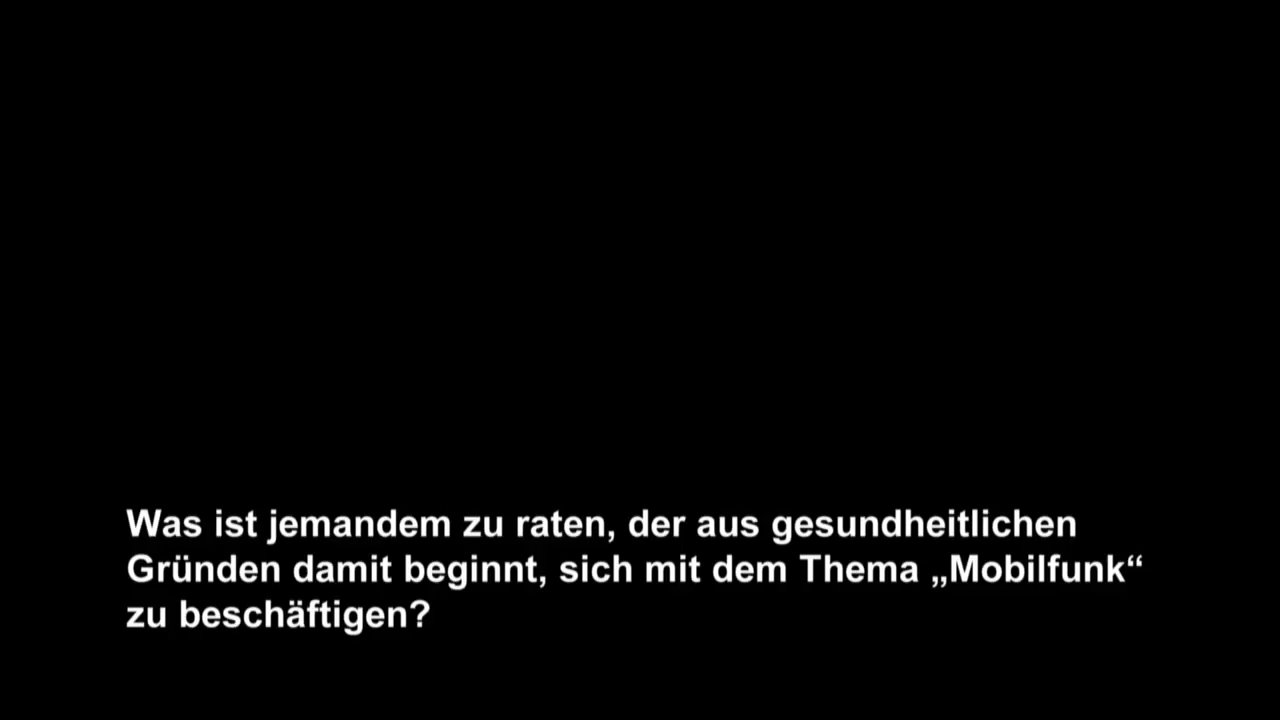 Was ist jemandem zu raten, der aus gesundheitlichen
Gründen damit beginnt, sich mit dem Thema „Mobilfunk“
zu beschäftigen?